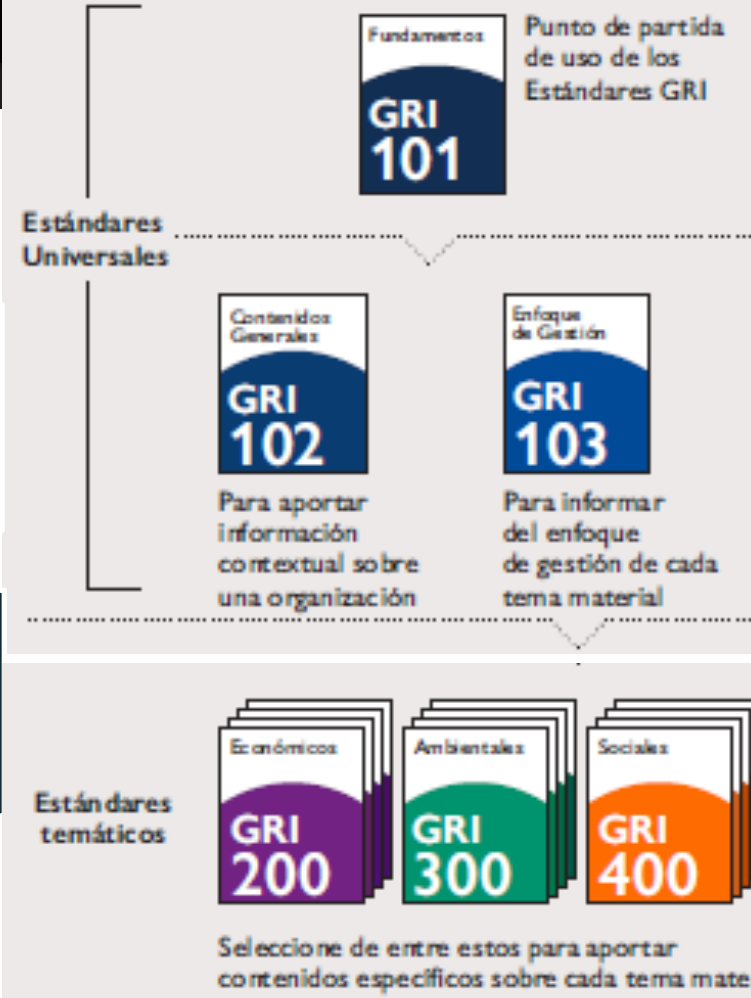 Fundamentos
GRI
101
Punto de partida
de uso de los
Estándares GRI
Estándares
Universales
Contenidos
Generales
GRI
102
Para aportar
información
contextual sobre
una organización
Enfoque
de Gestión
GRI
103
Para informar
del enfoque
de gestión de cada
tema material
Estándares
temáticos
Económicos
GRI
200
Ambientales
GRI
300
Sociales
GRI
400
Seleccione de entre estos para aportar
contenidos específicos sobre cada tema mate